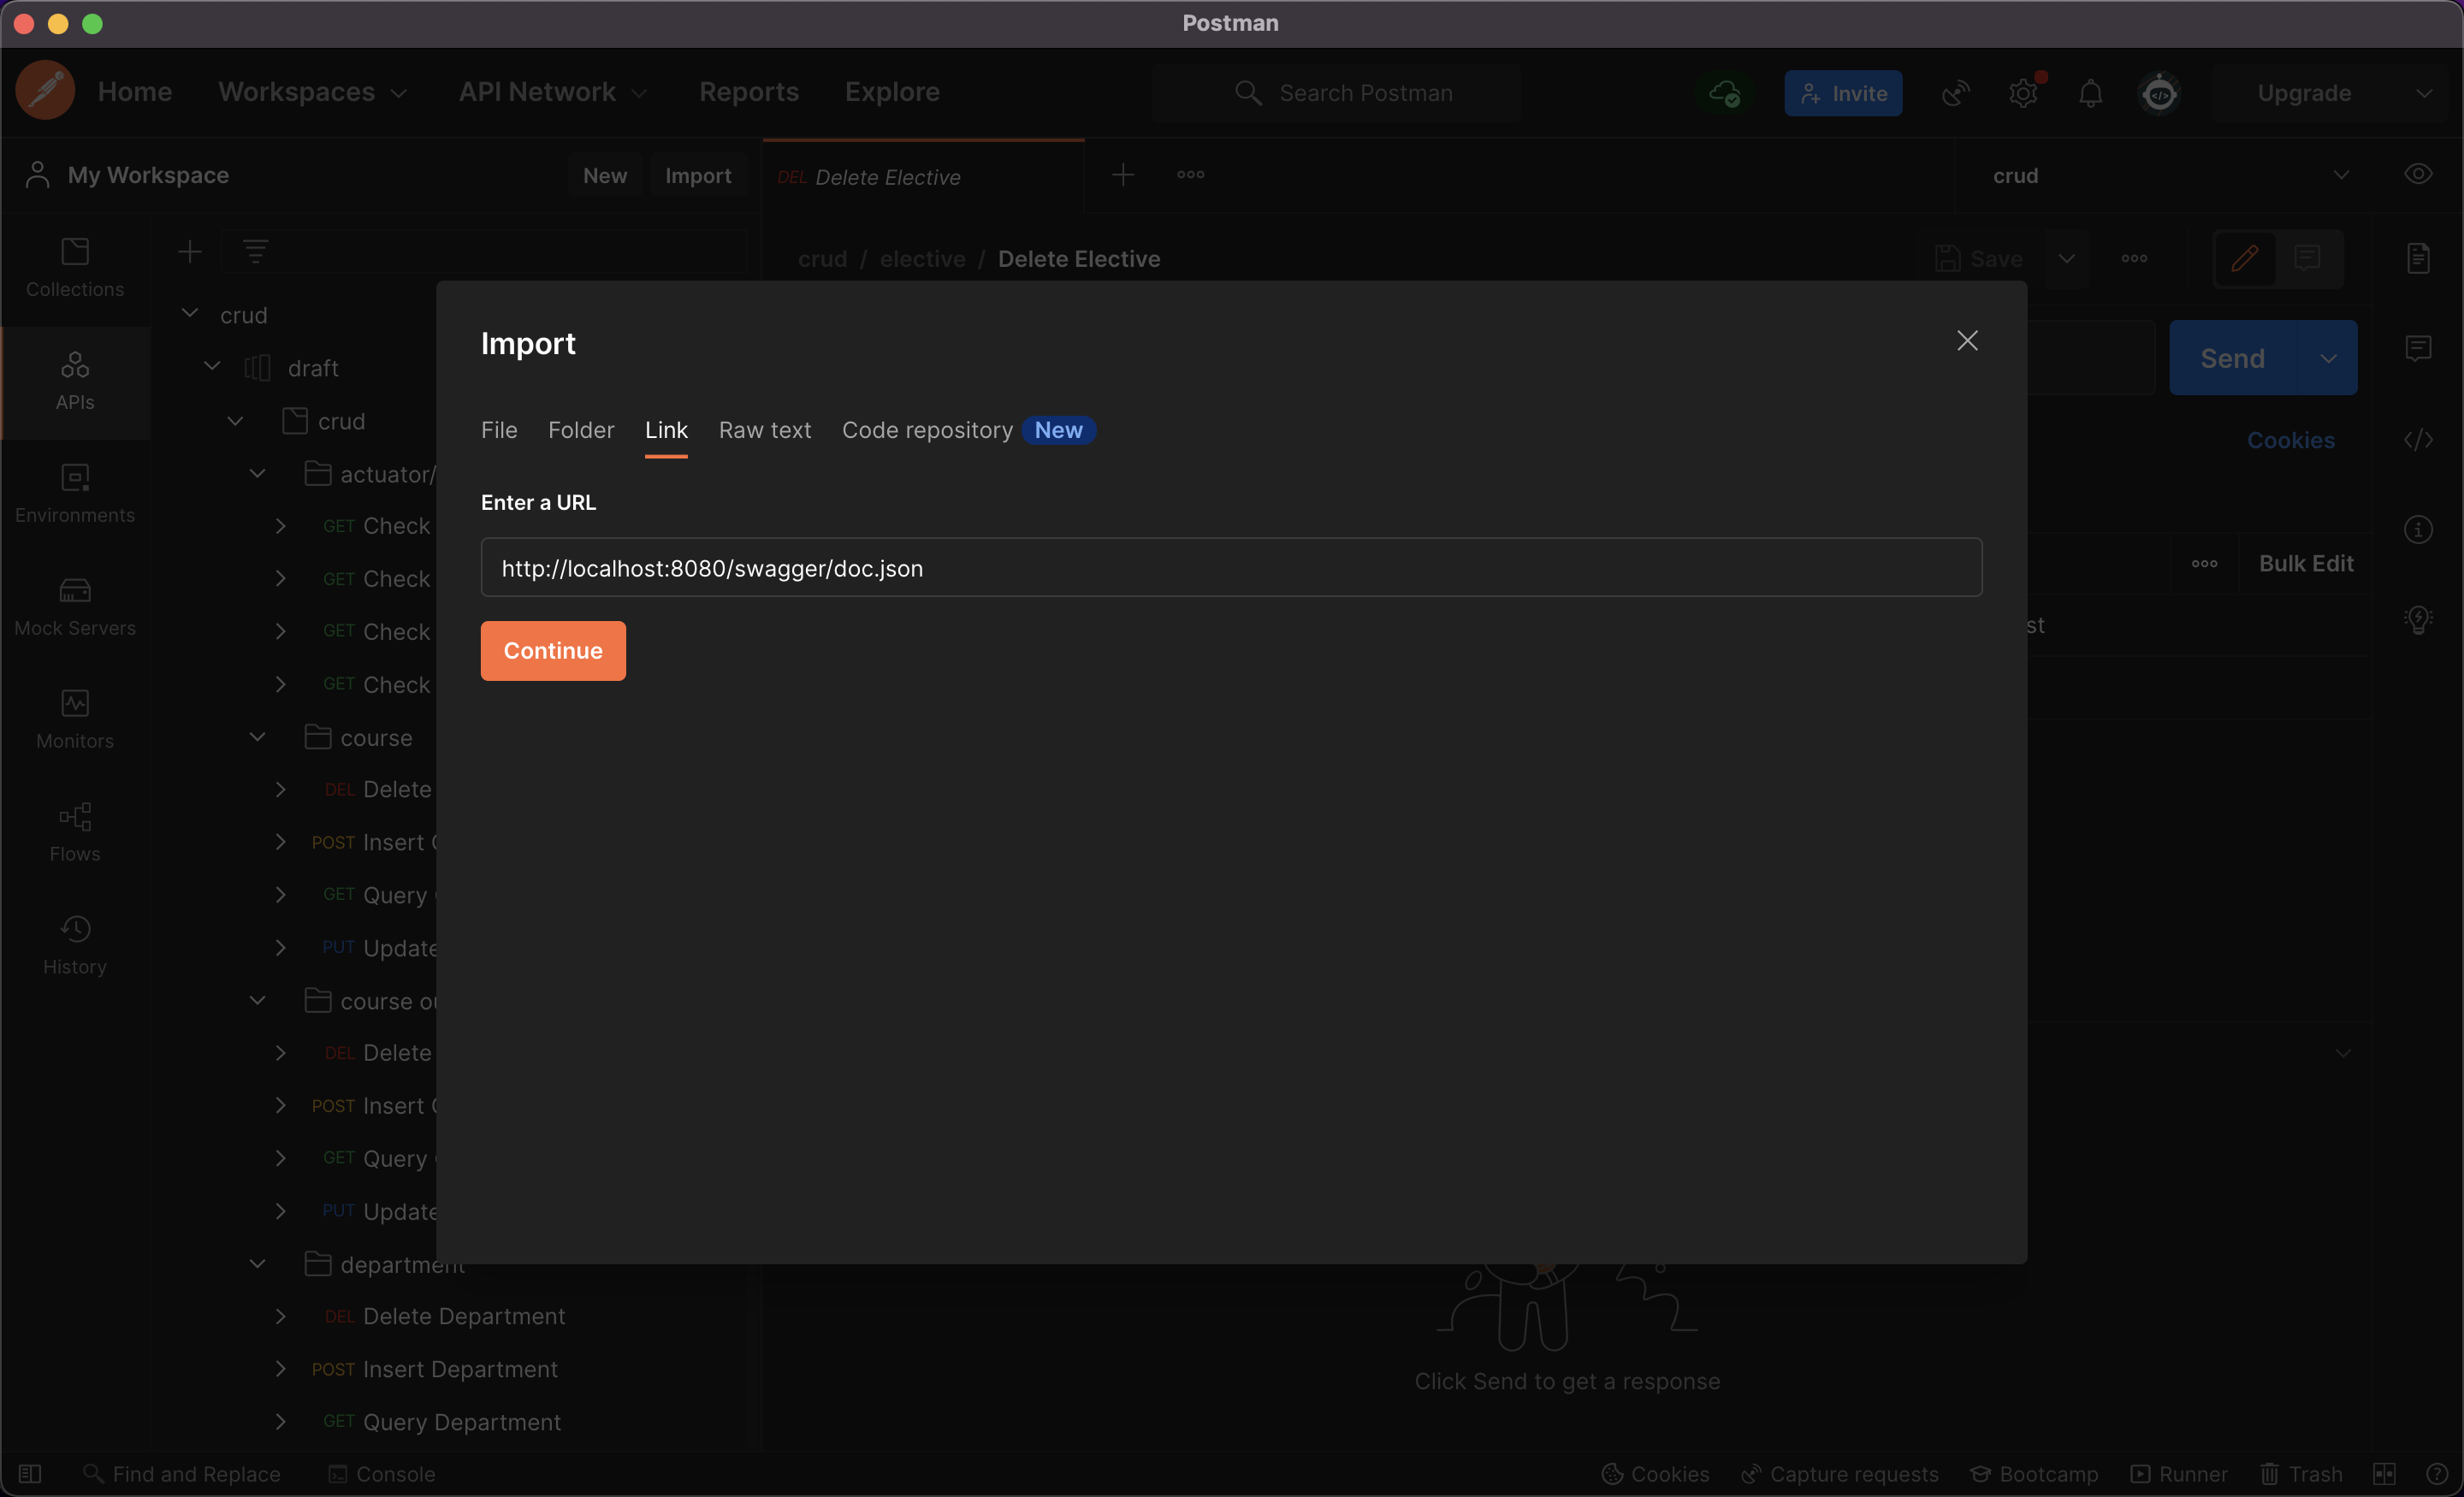 Postman
Home Workspaces API Network Reports Explore Search Postman Invite Upgrade
My Workspace New Import DEL Delete Elective crud
crud / elective / Delete Elective Save
Collections
APIs
Environments
Mock Servers
Monitors
Flows
History
crud
draft
crud
actuator/
GET Check
GET Check
GET Check
GET Check
course
DEL Delete
POST Insert
GET Query
PUT Update
course
DEL Delete
POST Insert
GET Query
PUT Update
department
DEL Delete Department
POST Insert Department
GET Query Department
Import
File Folder Link Raw text Code repository New
Enter a URL
http://localhost:8080/swagger/doc.json
Continue
Send
Cookies
Bulk Edit
st
Click Send to get a response
Find and Replace Console Cookies Capture requests Bootcamp Runner Trash